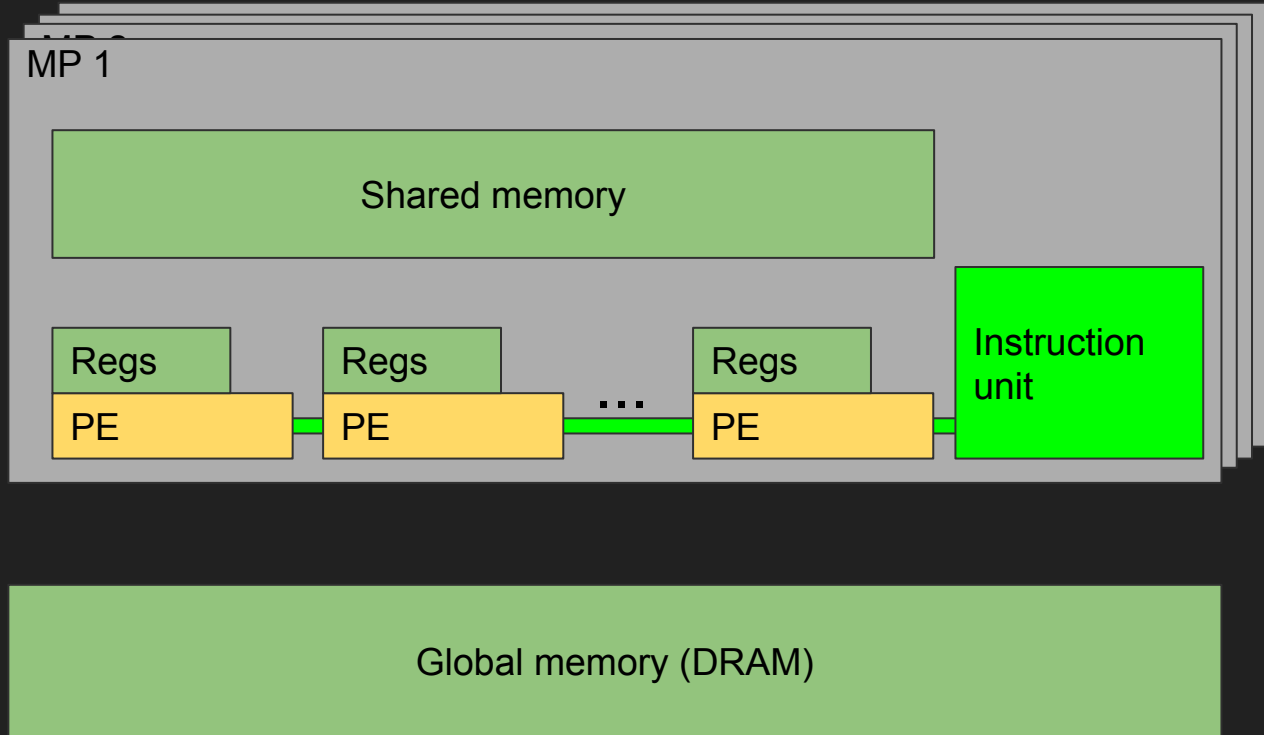 MP 1
Shared memory
Regs
Regs
Regs
Instruction
unit
PE
PE
...
PE
Global memory (DRAM)